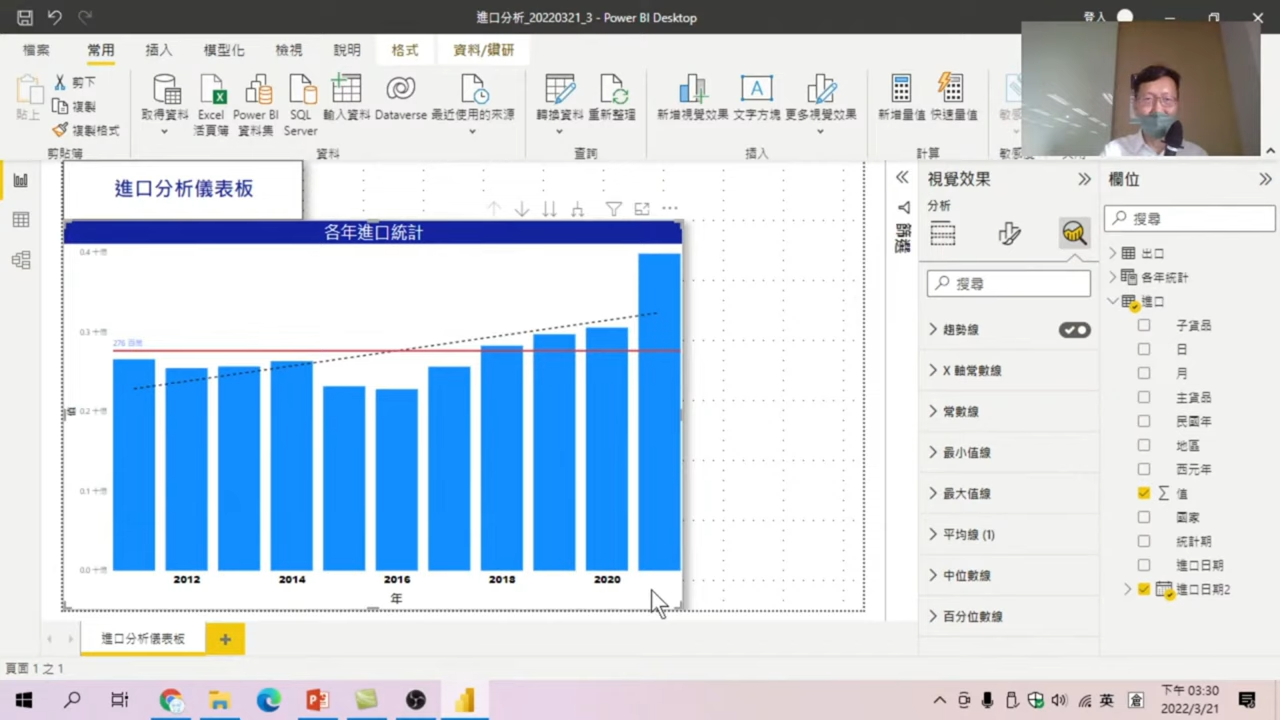 進口分析_20220321_3 - Power BI Desktop
登入
檔案 常用 插入 模型化 檢視 說明 格式 資料/鑽研
貼上 剪下 複製 複製格式
取得資料 Excel 活頁簿 Power BI 資料集 SQL Server 輸入資料 Dataverse 最近使用的來源
轉換資料 重新整理
新增視覺效果 文字方塊 更多視覺效果
新增量值 快速量值
剪貼簿 資料 查詢 插入 計算
進口分析儀表板
各年進口統計
0.4 十億
0.3 十億
0.2 十億
0.1 十億
0.0 十億
276 百萬
值
2012 2014 2016 2018 2020
年
篩選
視覺效果
分析
搜尋
趨勢線
X 軸常數線
常數線
最小值線
最大值線
平均線 (1)
中位數線
百分位數線
欄位
搜尋
出口
各年統計
進口
子貨品
日
月
主貨品
民國年
地區
西元年
值
國家
統計期
進口日期
進口日期2
進口分析儀表板
頁面 1 之 1
英 倉
下午 03:30
2022/3/21